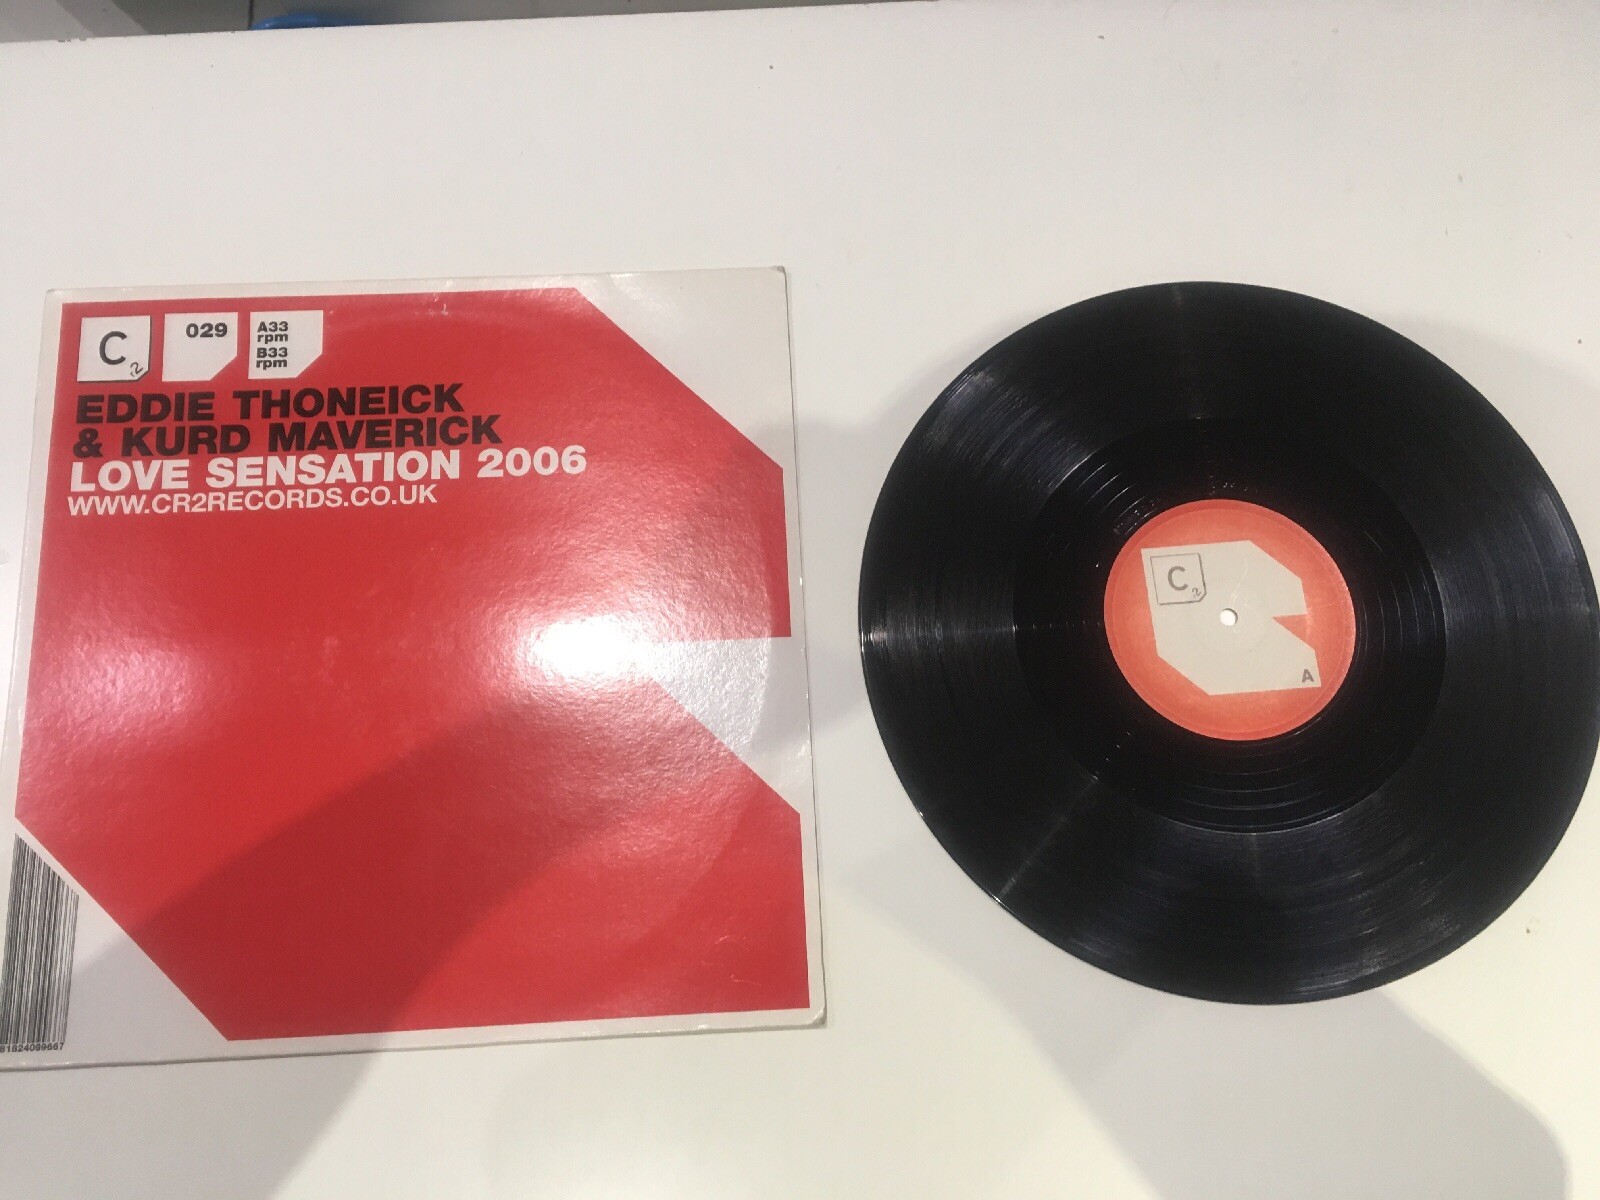 C2
029
A33
rpm
B33
rpm
EDDIE THONEICK
& KURD MAVERICK
LOVE SENSATION 2006
WWW.CR2RECORDS.CO.UK
C2
A